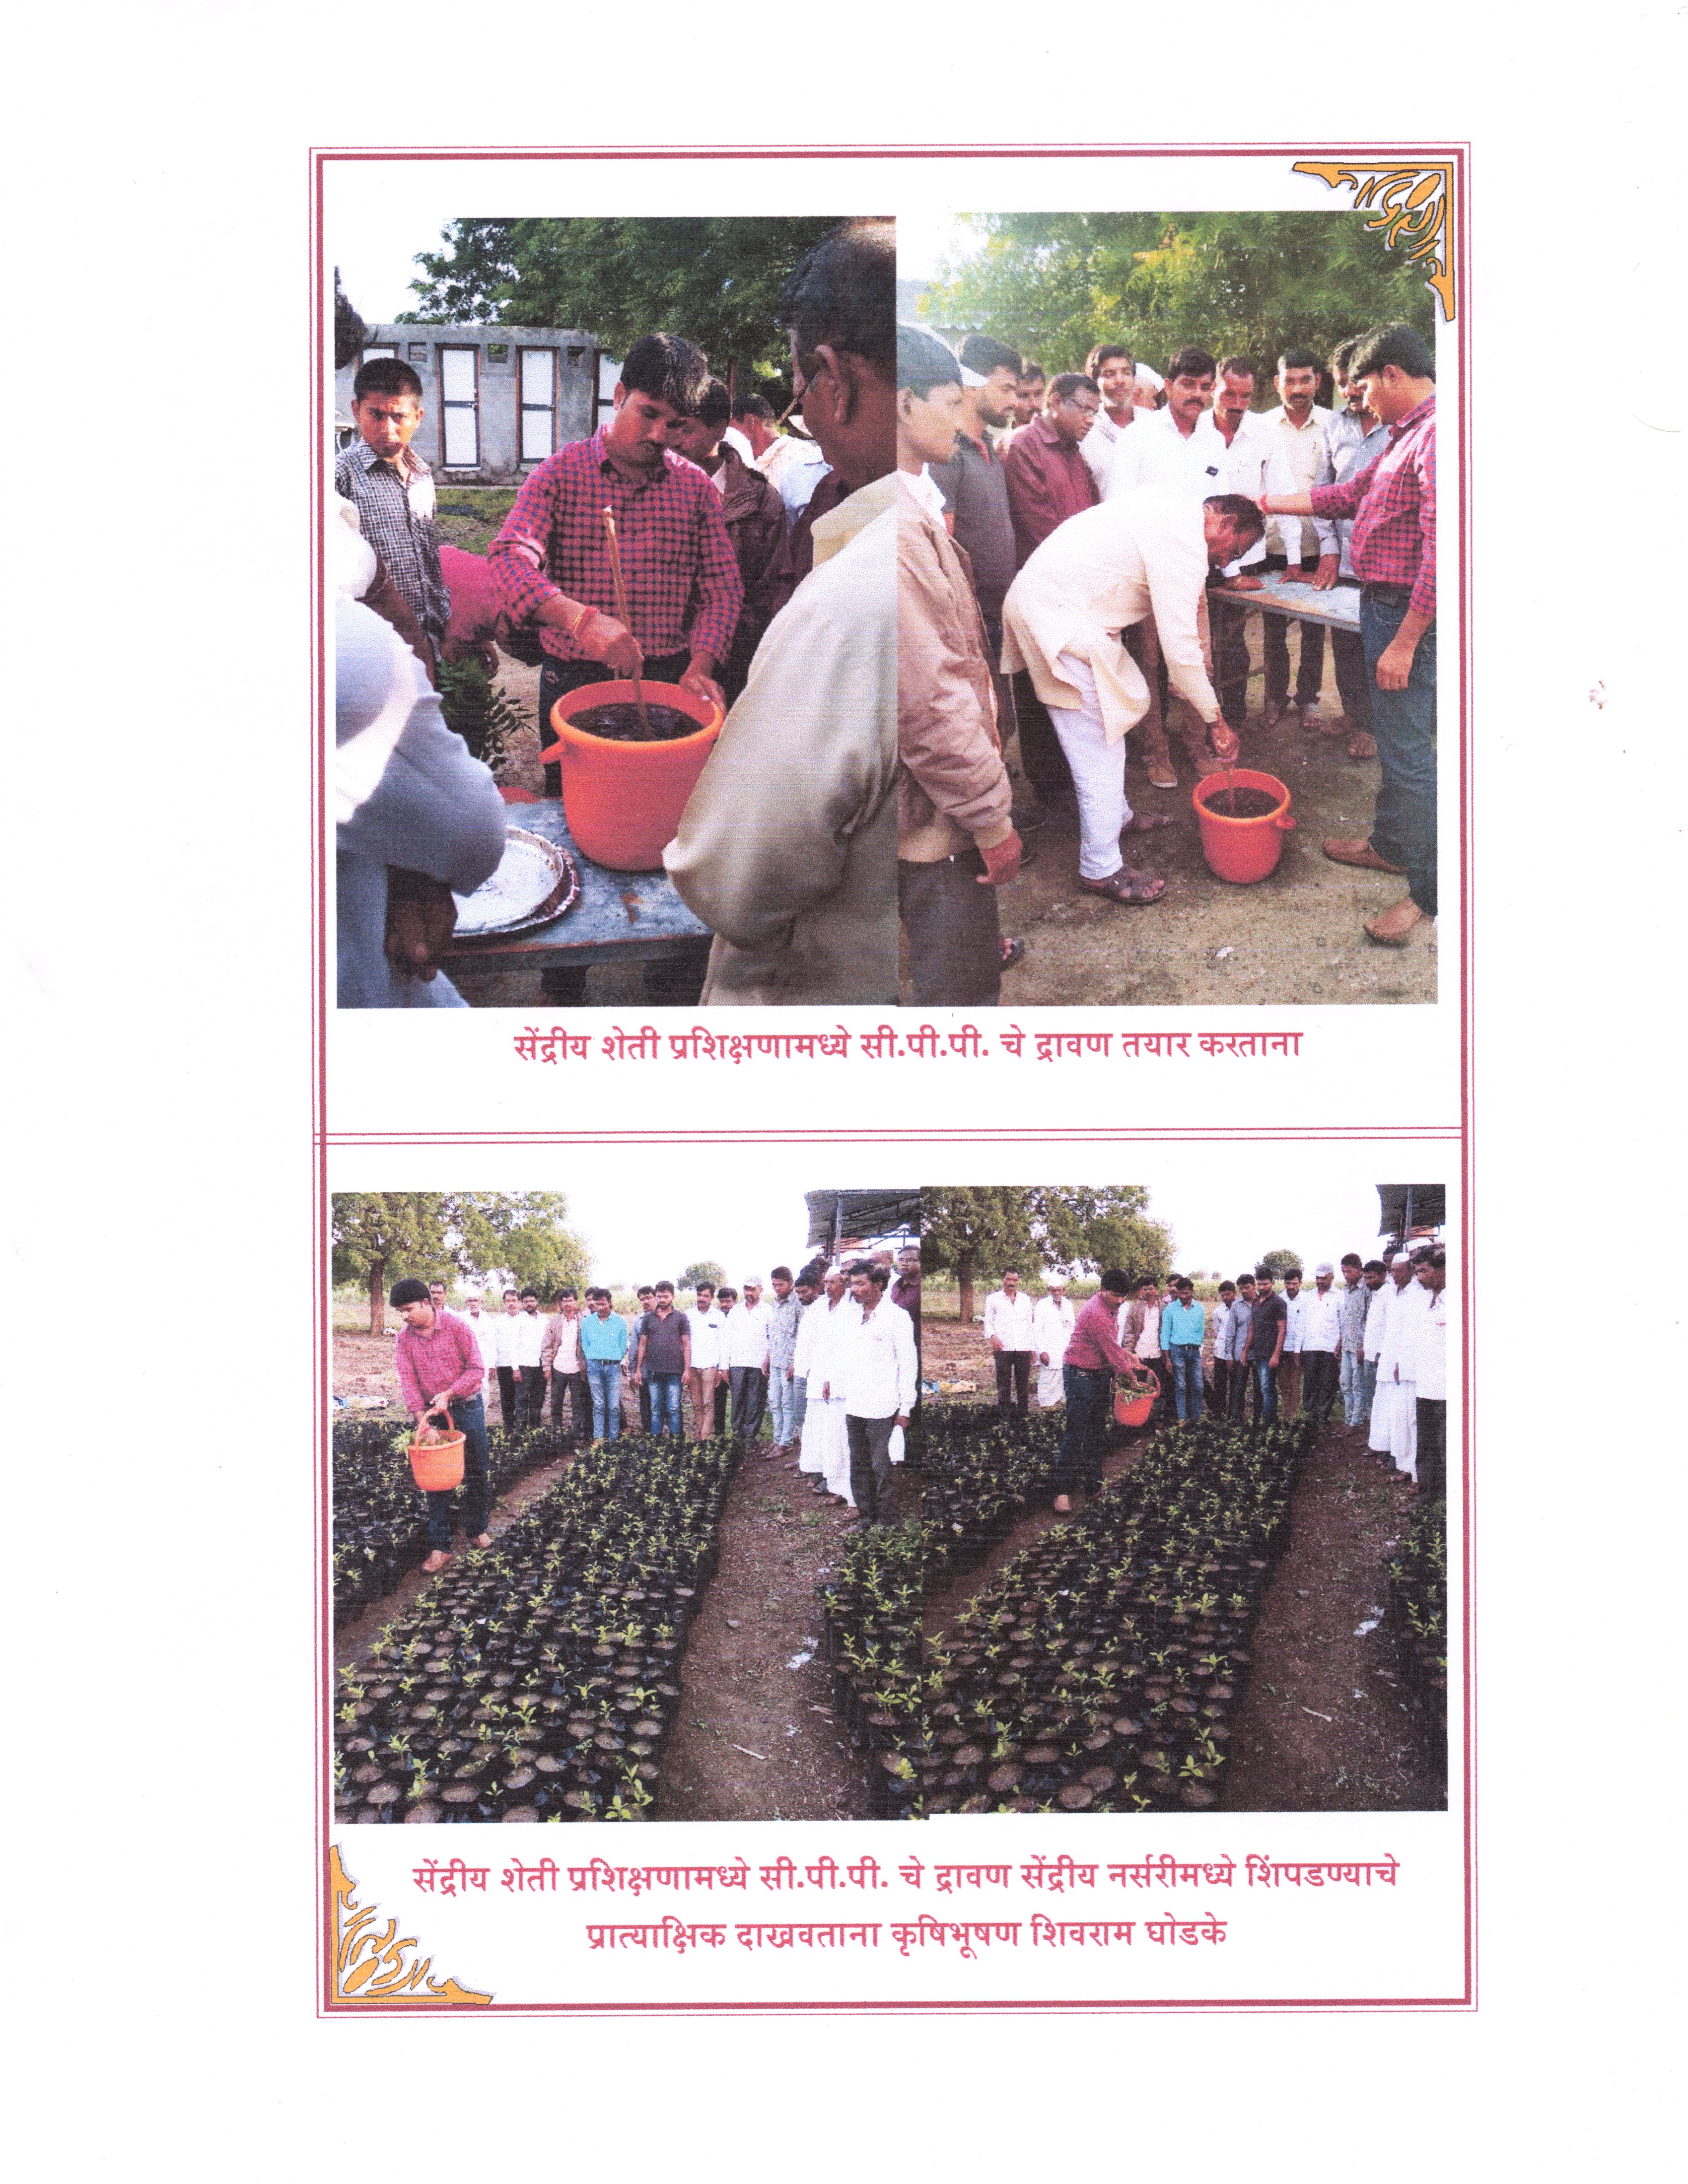 सेंद्रीय शेती प्रशिक्षणामध्ये सी.पी.पी. चे द्रावण तयार करताना
सेंद्रीय शेती प्रशिक्षणामध्ये सी.पी.पी. चे द्रावण सेंद्रीय नर्सरीमध्ये शिंपडण्याचे
प्रात्याक्षिक दाखवताना कृषिभूषण शिवराम घोडके